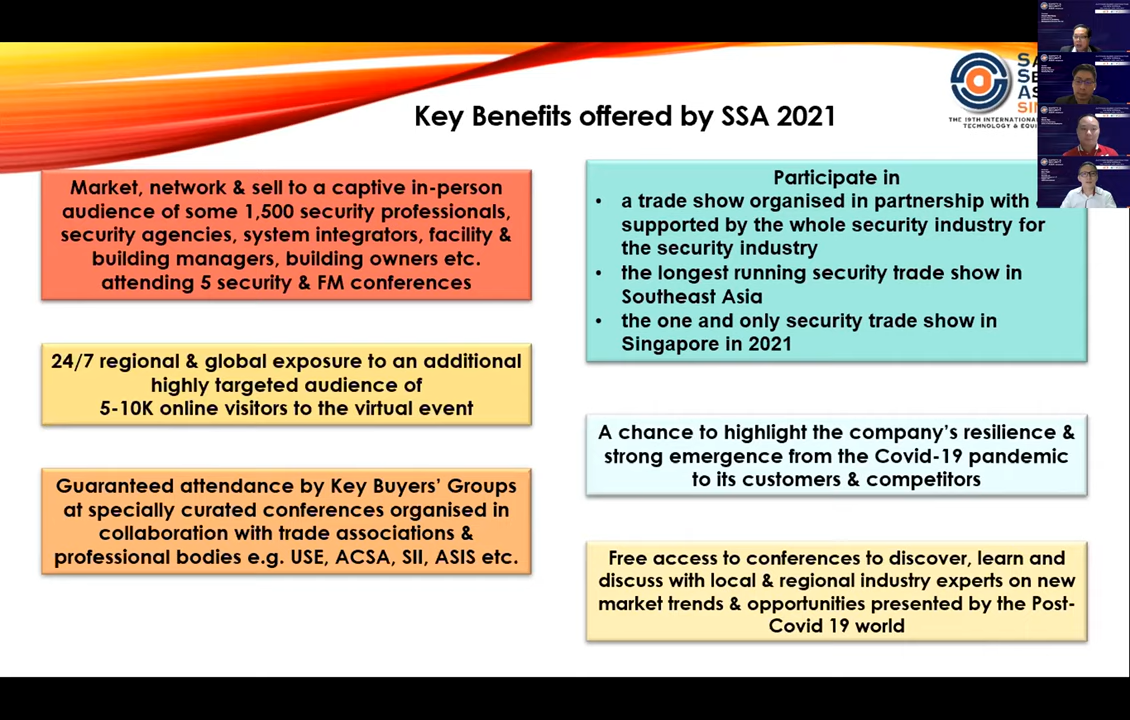 Key Benefits offered by SSA 2021
THE 19TH INTERNATIONAL
TECHNOLOGY & EQUI
Market, network & sell to a captive in-person
audience of some 1,500 security professionals,
security agencies, system integrators, facility &
building managers, building owners etc.
attending 5 security & FM conferences
24/7 regional & global exposure to an additional
highly targeted audience of
5-10K online visitors to the virtual event
Guaranteed attendance by Key Buyers’ Groups
at specially curated conferences organised in
collaboration with trade associations &
professional bodies e.g. USE, ACSA, SII, ASIS etc.
Participate in
• a trade show organised in partnership with
supported by the whole security industry for
the security industry
• the longest running security trade show in
Southeast Asia
• the one and only security trade show in
Singapore in 2021
A chance to highlight the company’s resilience &
strong emergence from the Covid-19 pandemic
to its customers & competitors
Free access to conferences to discover, learn and
discuss with local & regional industry experts on new
market trends & opportunities presented by the Post-
Covid 19 world